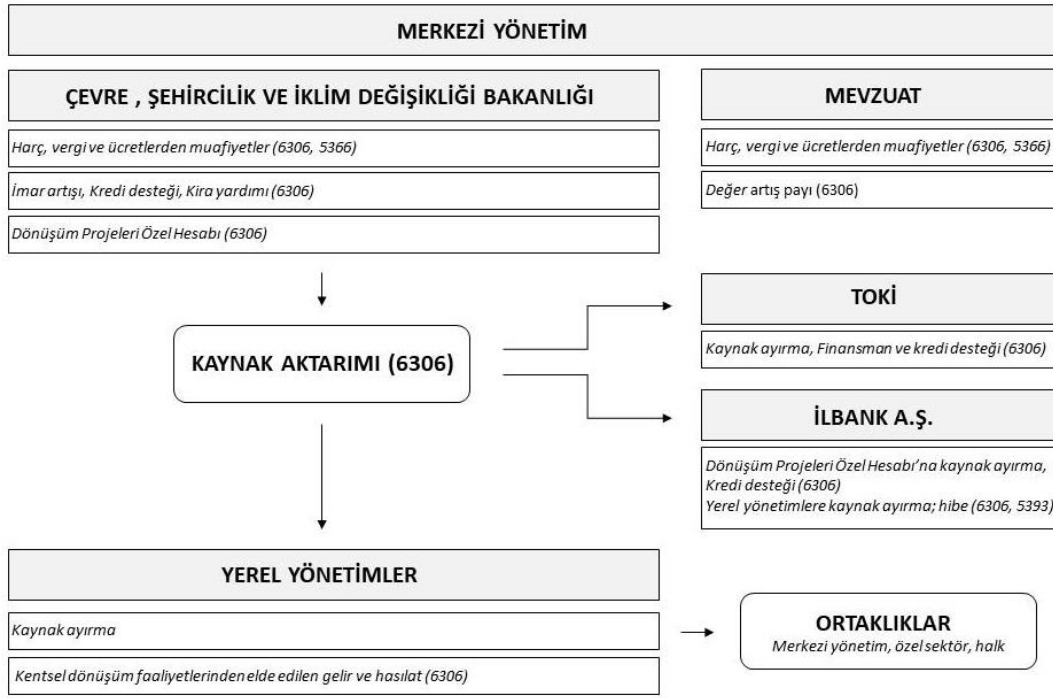 MERKEZİ YÖNETİM
ÇEVRE , ŞEHİRCİLİK VE İKLİM DEĞİŞİKLİĞİ BAKANLIĞI
Harç, vergi ve ücretlerden muafiyetler (6306, 5366)
İmar artışı, Kredi desteği, Kira yardımı (6306)
Dönüşüm Projeleri Özel Hesabı (6306)
MEVZUAT
Harç, vergi ve ücretlerden muafiyetler (6306, 5366)
Değer artış payı (6306)
KAYNAK AKTARIMI (6306)
TOKİ
Kaynak ayırma, Finansman ve kredi desteği (6306)
İLBANK A.Ş.
Dönüşüm Projeleri Özel Hesabı'na kaynak ayırma,
Kredi desteği (6306)
Yerel yönetimlere kaynak ayırma; hibe (6306, 5393)
YEREL YÖNETİMLER
Kaynak ayırma
Kentsel dönüşüm faaliyetlerinden elde edilen gelir ve hasılat (6306)
ORTAKLIKLAR
Merkezi yönetim, özel sektör, halk